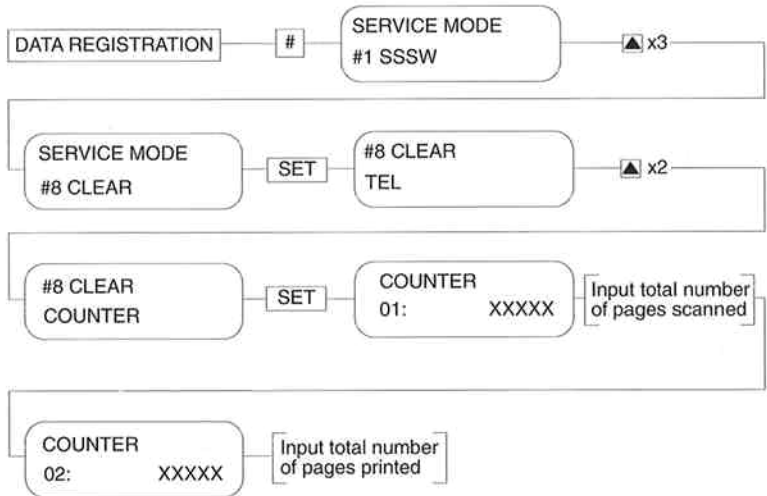 DATA REGISTRATION
#
SERVICE MODE
#1 SSSW
▲ x3
SERVICE MODE
#8 CLEAR
SET
#8 CLEAR
TEL
▲ x2
#8 CLEAR
COUNTER
SET
COUNTER
01: XXXXX
Input total number
of pages scanned
COUNTER
02: XXXXX
Input total number
of pages printed